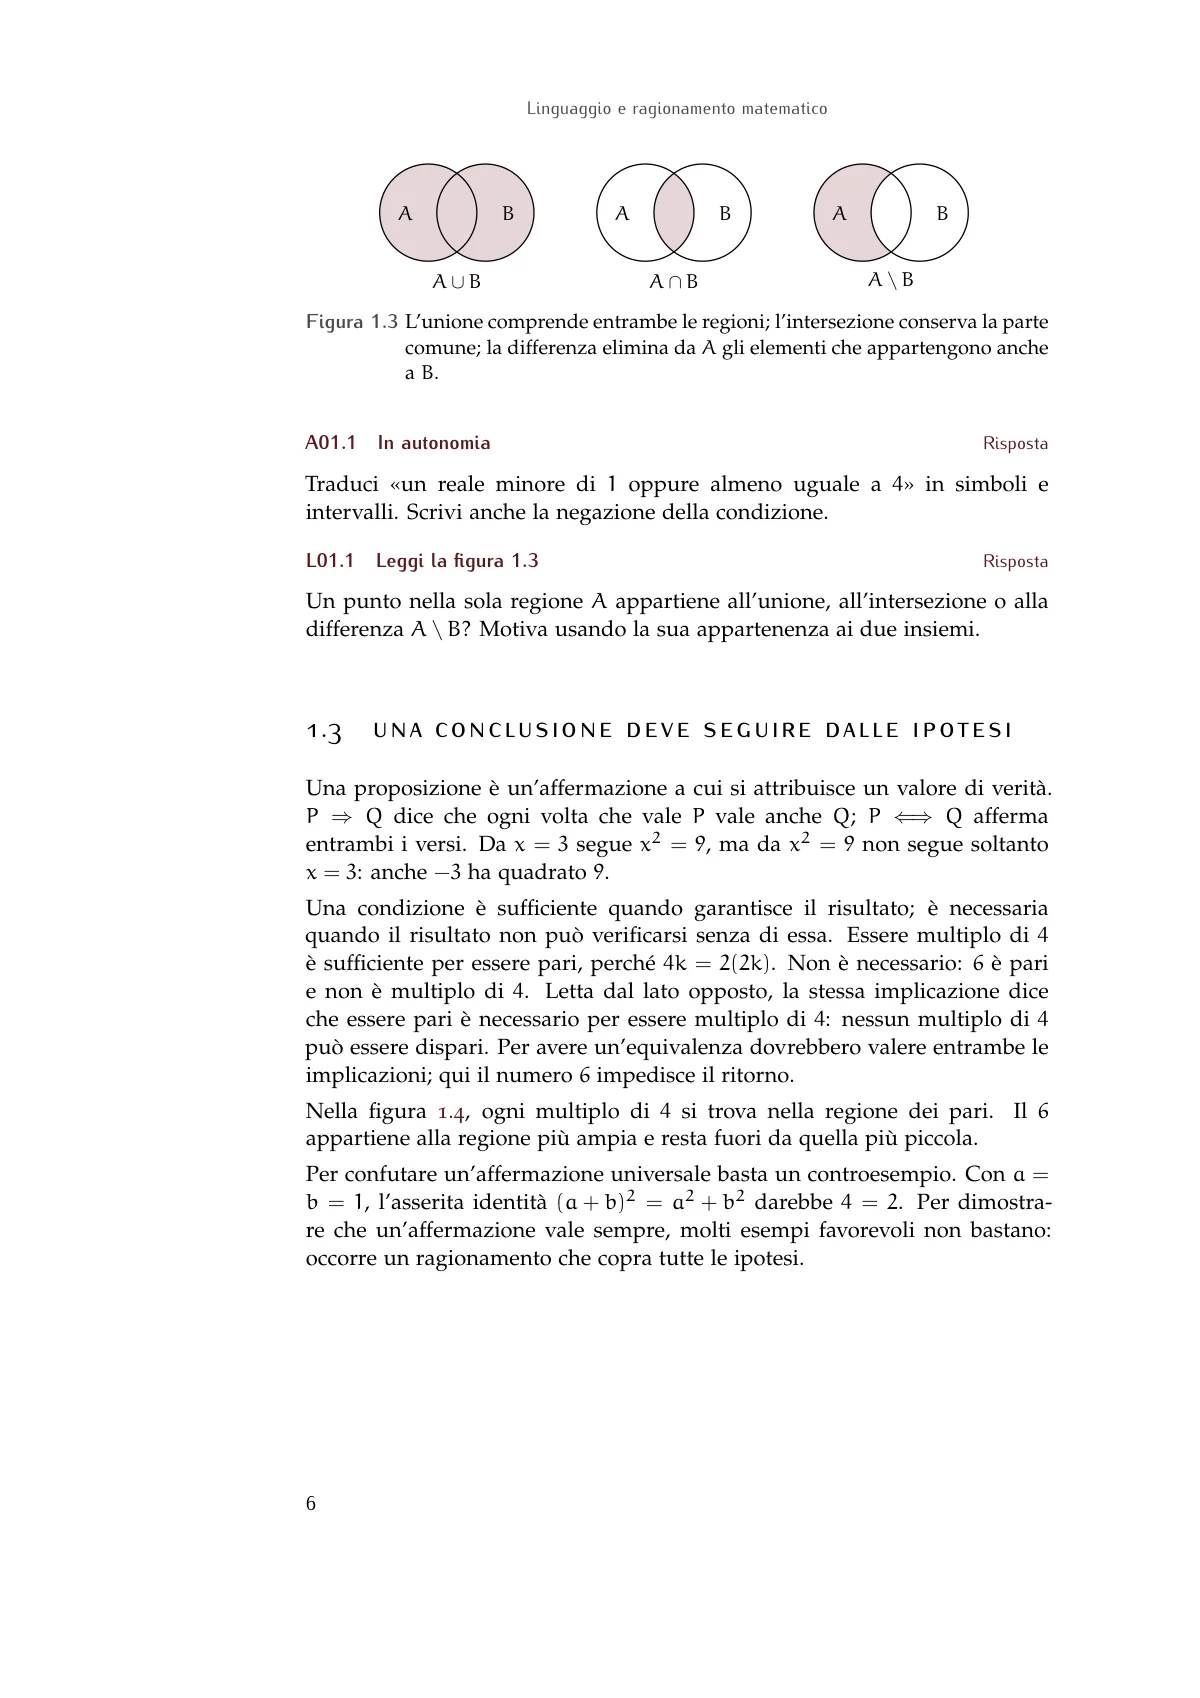 Linguaggio e ragionamento matematico
A B A B A B
A ∪ B A ∩ B A \ B
Figura 1.3 L’unione comprende entrambe le regioni; l’intersezione conserva la parte
comune; la differenza elimina da A gli elementi che appartengono anche
a B.
A01.1 In autonomia Risposta
Traduci «un reale minore di 1 oppure almeno uguale a 4» in simboli e
intervalli. Scrivi anche la negazione della condizione.
L01.1 Leggi la figura 1.3 Risposta
Un punto nella sola regione A appartiene all’unione, all’intersezione o alla
differenza A \ B? Motiva usando la sua appartenenza ai due insiemi.
1.3 UNA CONCLUSIONE DEVE SEGUIRE DALLE IPOTESI
Una proposizione è un’affermazione a cui si attribuisce un valore di verità.
P ⇒ Q dice che ogni volta che vale P vale anche Q; P ⟺ Q afferma
entrambi i versi. Da x = 3 segue x² = 9, ma da x² = 9 non segue soltanto
x = 3: anche −3 ha quadrato 9.
Una condizione è sufficiente quando garantisce il risultato; è necessaria
quando il risultato non può verificarsi senza di essa. Essere multiplo di 4
è sufficiente per essere pari, perché 4k = 2(2k). Non è necessario: 6 è pari
e non è multiplo di 4. Letta dal lato opposto, la stessa implicazione dice
che essere pari è necessario per essere multiplo di 4: nessun multiplo di 4
può essere dispari. Per avere un’equivalenza dovrebbero valere entrambe le
implicazioni; qui il numero 6 impedisce il ritorno.
Nella figura 1.4, ogni multiplo di 4 si trova nella regione dei pari. Il 6
appartiene alla regione più ampia e resta fuori da quella più piccola.
Per confutare un’affermazione universale basta un controesempio. Con a =
b = 1, l’asserita identità (a + b)² = a² + b² darebbe 4 = 2. Per dimostra-
re che un’affermazione vale sempre, molti esempi favorevoli non bastano:
occorre un ragionamento che copra tutte le ipotesi.
6